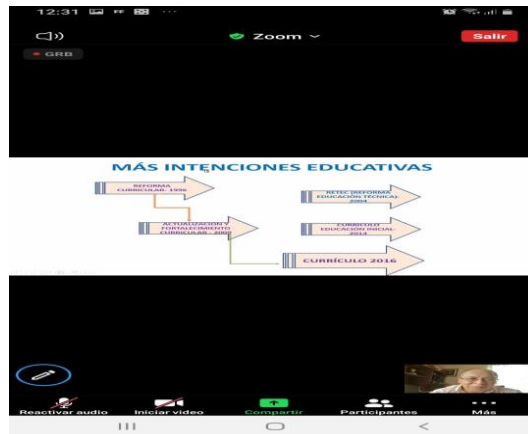 12:31
Zoom
Salir
GRB
MÁS INTENCIONES EDUCATIVAS
REFORMA
CURRICULAR- 1996
RETEC (REFORMA
EDUCACIÓN TÉCNICA)-
2004
ACTUALIZACIÓN Y
FORTALECIMIENTO
CURRICULAR - 2009
CURRÍCULO
EDUCACIÓN INICIAL-
2014
CURRÍCULO 2016
Reactivar audio
Iniciar video
Compartir
Participantes
Más